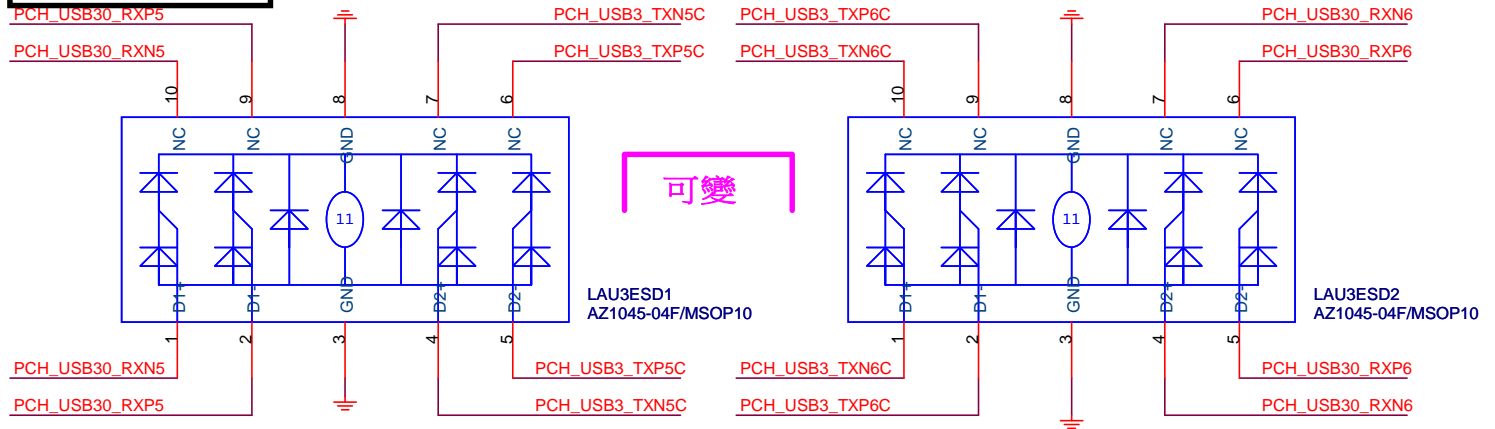 PCH_USB30_RXP5 PCH_USB3_TXN5C PCH_USB3_TXP6C PCH_USB30_RXN6
PCH_USB30_RXN5 PCH_USB3_TXP5C PCH_USB3_TXN6C PCH_USB30_RXP6
10 9 8 7 6 10 9 8 7 6
NC NC GND NC NC NC NC GND NC NC
可變
11 11
D1+ D1- GND D2+ D2- D1+ D1- GND D2+ D2-
LAU3ESD1 LAU3ESD2
AZ1045-04F/MSOP10 AZ1045-04F/MSOP10
1 2 3 4 5 1 2 3 4 5
PCH_USB30_RXN5 PCH_USB3_TXP5C PCH_USB3_TXN6C PCH_USB30_RXP6
PCH_USB30_RXP5 PCH_USB3_TXN5C PCH_USB3_TXP6C PCH_USB30_RXN6